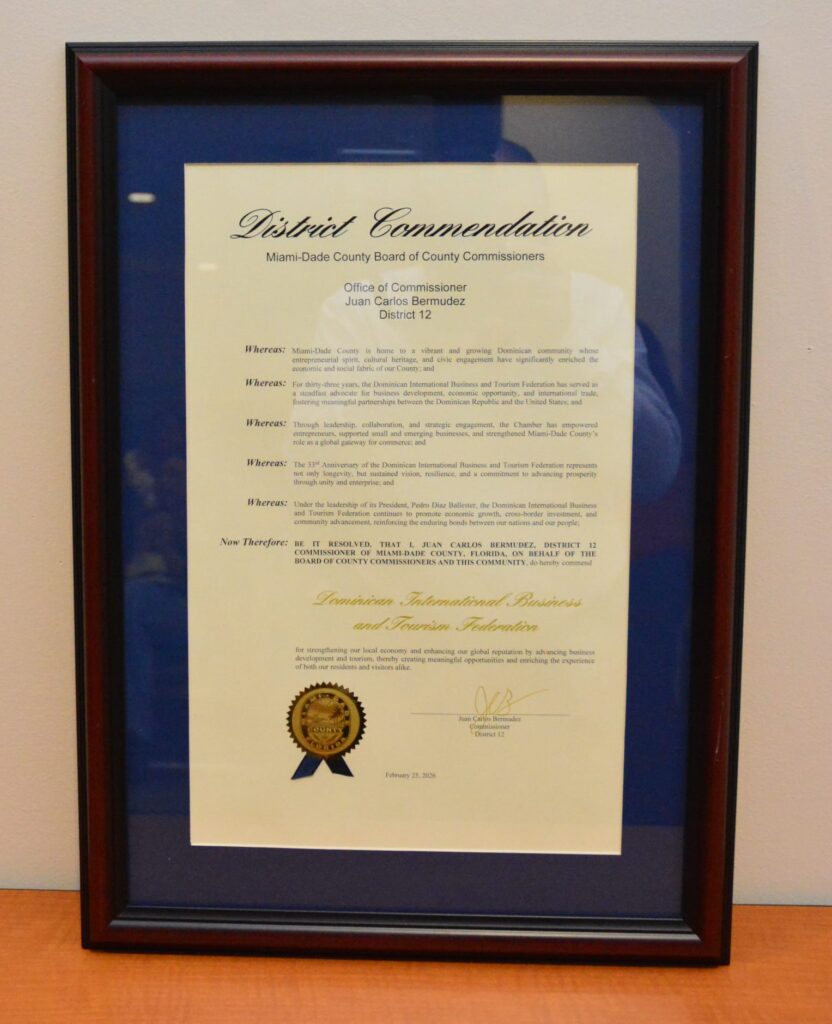 District Commendation
Miami-Dade County Board of County Commissioners
Office of Commissioner
Juan Carlos Bermudez
District 12
Whereas: Miami-Dade County is home to a vibrant and growing Dominican community whose
entrepreneurial spirit, cultural heritage, and civic engagement have significantly enriched the
economic and social fabric of our County; and
Whereas: For thirty-three years, the Dominican International Business and Tourism Federation has served as
a steadfast advocate for business development, economic opportunity, and international trade,
fostering meaningful partnerships between the Dominican Republic and the United States; and
Whereas: Through leadership, collaboration, and strategic engagement, the Chamber has empowered
entrepreneurs, supported small and emerging businesses, and strengthened Miami-Dade County's
role as a global gateway for commerce; and
Whereas: The 33rd Anniversary of the Dominican International Business and Tourism Federation represents
not only longevity, but sustained vision, resilience, and a commitment to advancing prosperity
through unity and enterprise; and
Whereas: Under the leadership of its President, Pedro Diaz Ballester, the Dominican International Business
and Tourism Federation continues to promote economic growth, cross-border investment, and
community advancement, reinforcing the enduring bonds between our nations and our people;
Now Therefore: BE IT RESOLVED, THAT I, JUAN CARLOS BERMUDEZ, DISTRICT 12
COMMISSIONER OF MIAMI-DADE COUNTY, FLORIDA, ON BEHALF OF THE
BOARD OF COUNTY COMMISSIONERS AND THIS COMMUNITY, do hereby commend
Dominican International Business
and Tourism Federation
for strengthening our local economy and enhancing our global reputation by advancing business
development and tourism, thereby creating meaningful opportunities and enriching the experience
of both our residents and visitors alike.
MIAMI-DADE
COUNTY
FLORIDA
Juan Carlos Bermudez
Commissioner
District 12
February 25, 2026